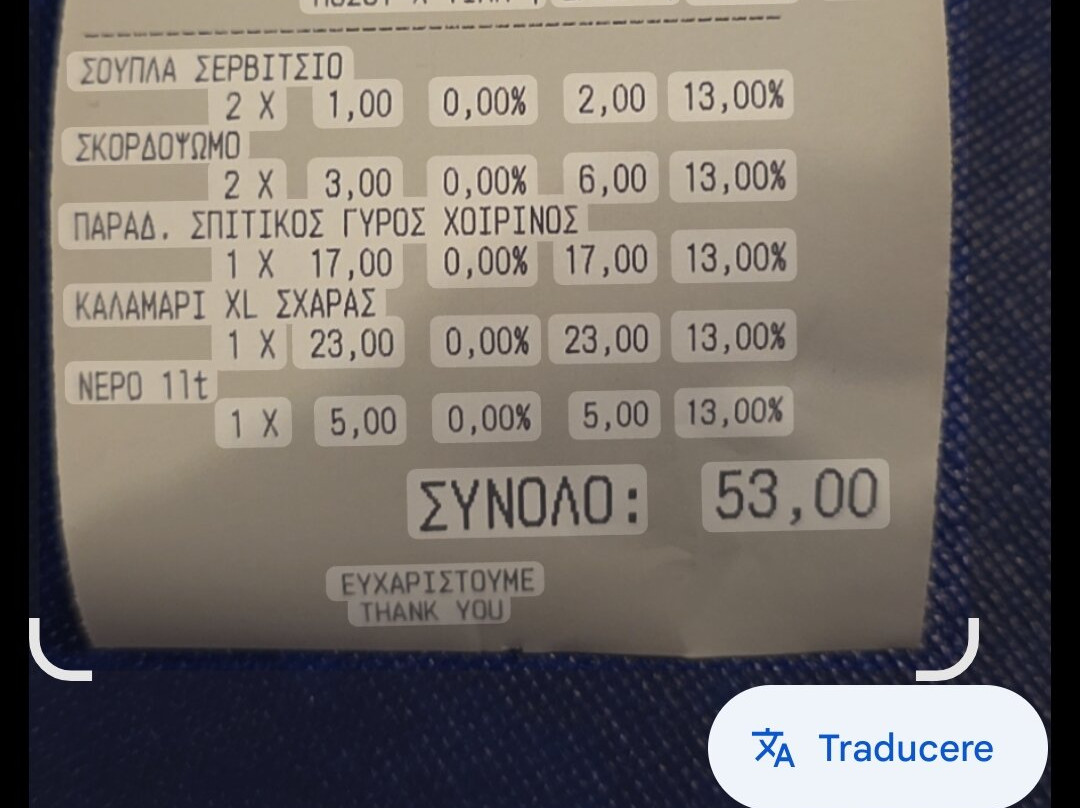 ΣΟΥΠΛΑ ΣΕΡΒΙΤΣΙΟ
2 X 1,00 0,00% 2,00 13,00%
ΣΚΟΡΔΟΨΩΜΟ
2 X 3,00 0,00% 6,00 13,00%
ΠΑΡΑΔ. ΣΠΙΤΙΚΟΣ ΓΥΡΟΣ ΧΟΙΡΙΝΟΣ
1 X 17,00 0,00% 17,00 13,00%
ΚΑΛΑΜΑΡΙ XL ΣΧΑΡΑΣ
1 X 23,00 0,00% 23,00 13,00%
ΝΕΡΟ 1lt
1 X 5,00 0,00% 5,00 13,00%
ΣΥΝΟΛΟ: 53,00
ΕΥΧΑΡΙΣΤΟΥΜΕ
THANK YOU
Traducere